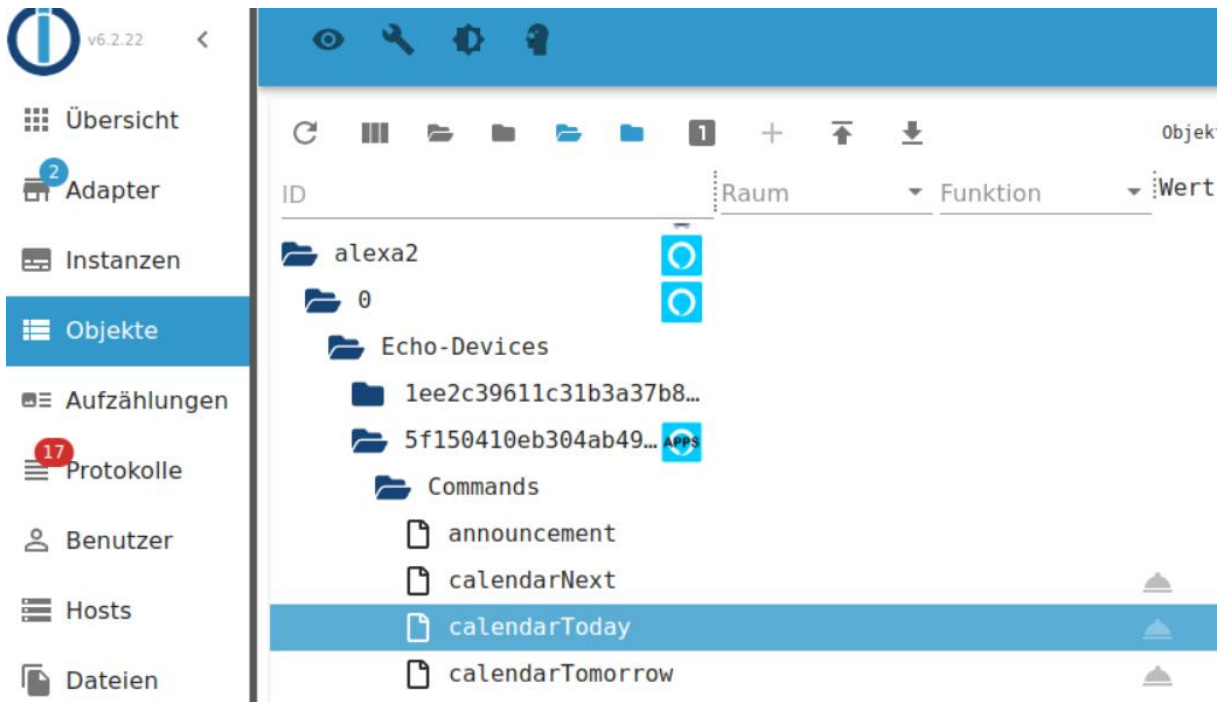 v6.2.22
Übersicht
2
Adapter
Instanzen
Objekte
Aufzählungen
17
Protokolle
Benutzer
Hosts
Dateien
1
ID
Raum
Funktion
Wert
alexa2
0
Echo-Devices
1ee2c39611c31b3a37b8…
5f150410eb304ab49…
APPS
Commands
announcement
calendarNext
calendarToday
calendarTomorrow